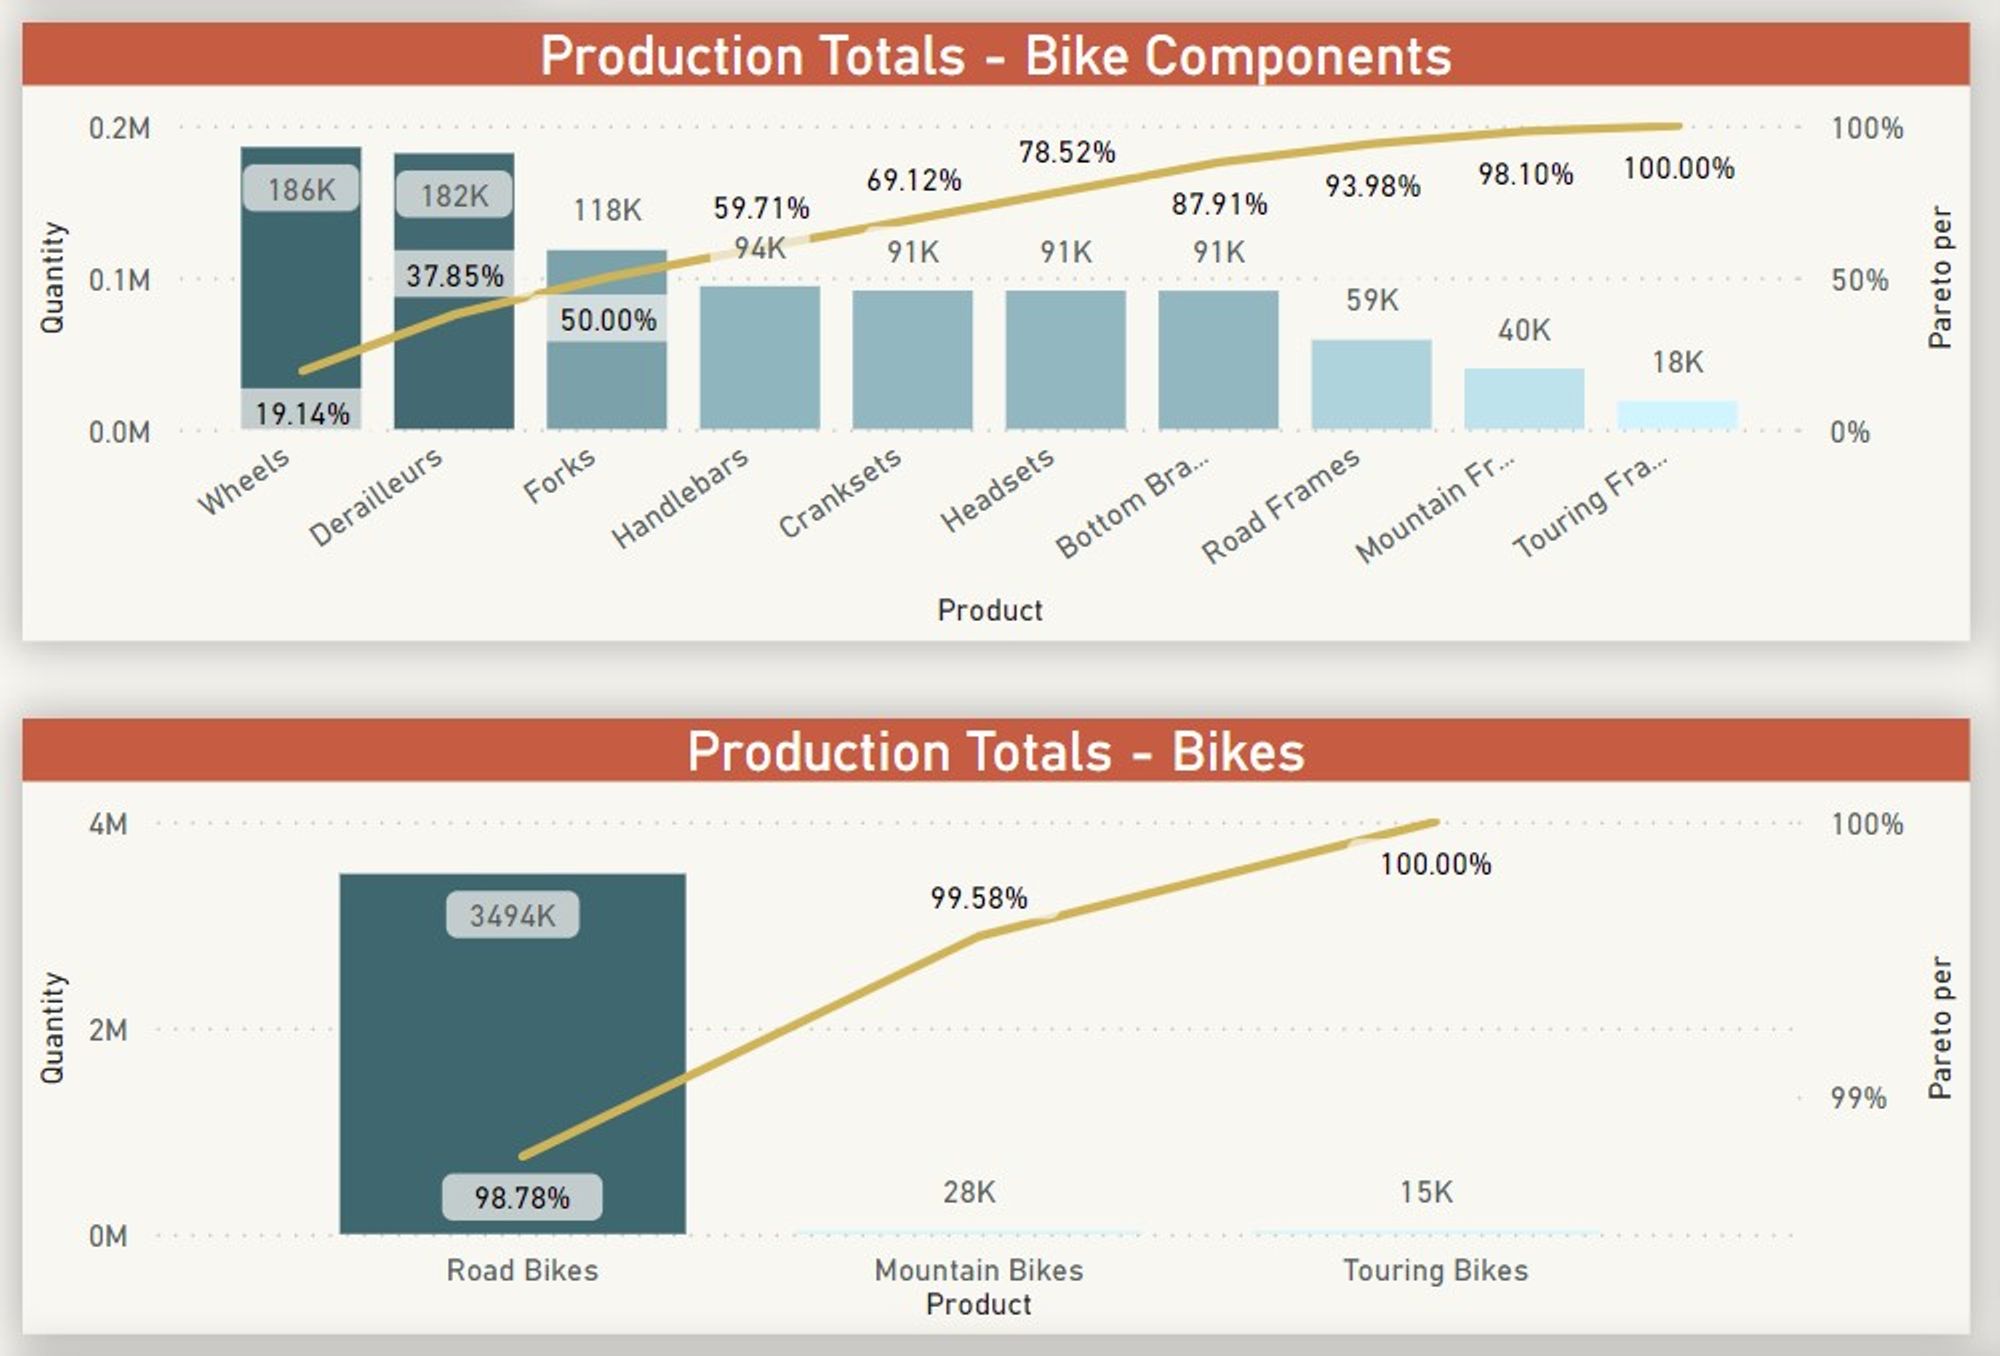 Production Totals - Bike Components
0.2M
0.1M
0.0M
Quantity
186K
182K
118K
94K
91K
91K
91K
59K
40K
18K
19.14%
37.85%
50.00%
59.71%
69.12%
78.52%
87.91%
93.98%
98.10%
100.00%
100%
50%
0%
Pareto per
Wheels
Derailleurs
Forks
Handlebars
Cranksets
Headsets
Bottom Bra...
Road Frames
Mountain Fr...
Touring Fra...
Product
Production Totals - Bikes
4M
2M
0M
Quantity
3494K
28K
15K
98.78%
99.58%
100.00%
100%
99%
Pareto per
Road Bikes
Mountain Bikes
Touring Bikes
Product